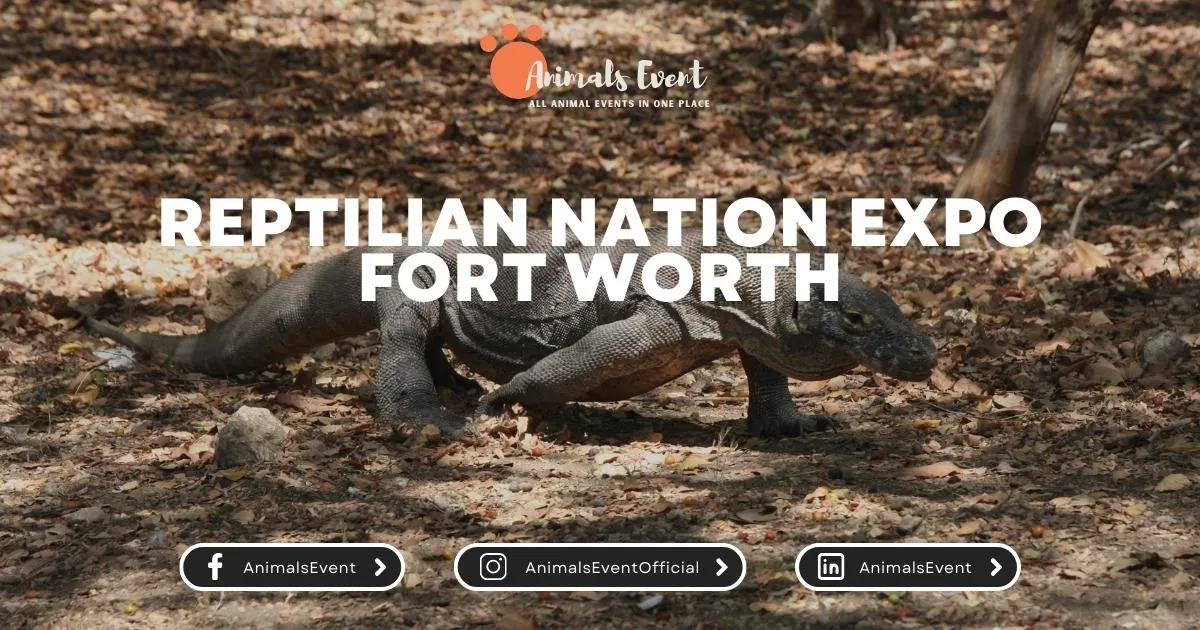 Animals Event
ALL ANIMAL EVENTS IN ONE PLACE
REPTILIAN NATION EXPO
FORT WORTH
AnimalsEvent
AnimalsEventOfficial
AnimalsEvent